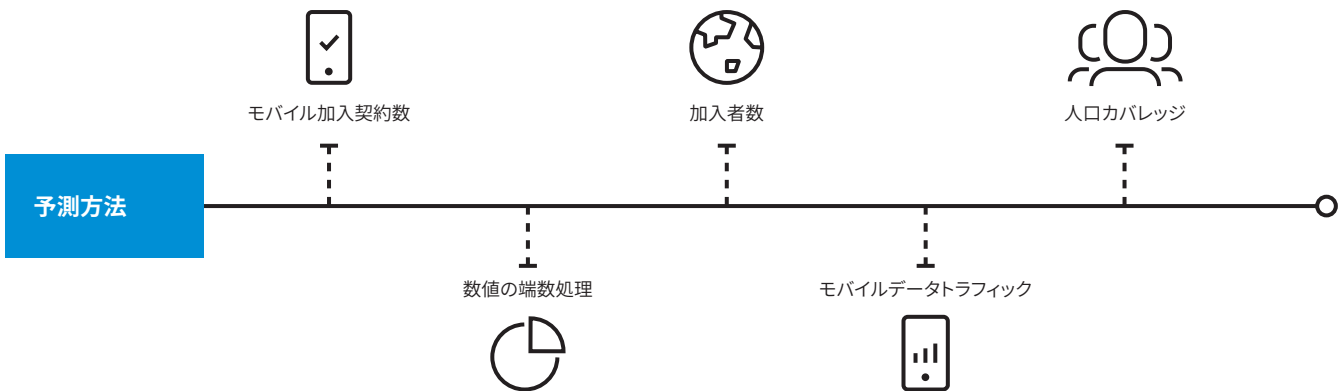 モバイル加入契約数
加入者数
人口カバレッジ
予測方法
数値の端数処理
モバイルデータトラフィック